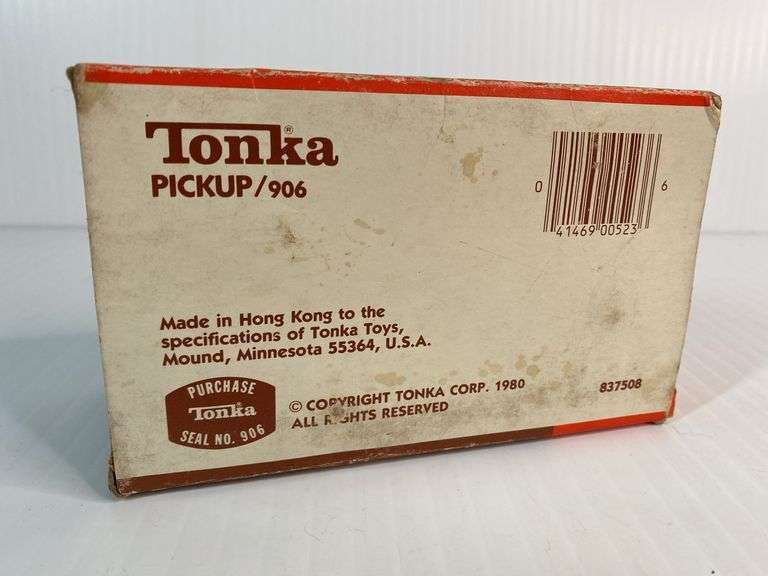 Tonka®
PICKUP/906
0 41469 00523 6
Made in Hong Kong to the
specifications of Tonka Toys,
Mound, Minnesota 55364, U.S.A.
PURCHASE
Tonka
SEAL NO. 906
© COPYRIGHT TONKA CORP. 1980
ALL RIGHTS RESERVED
837508